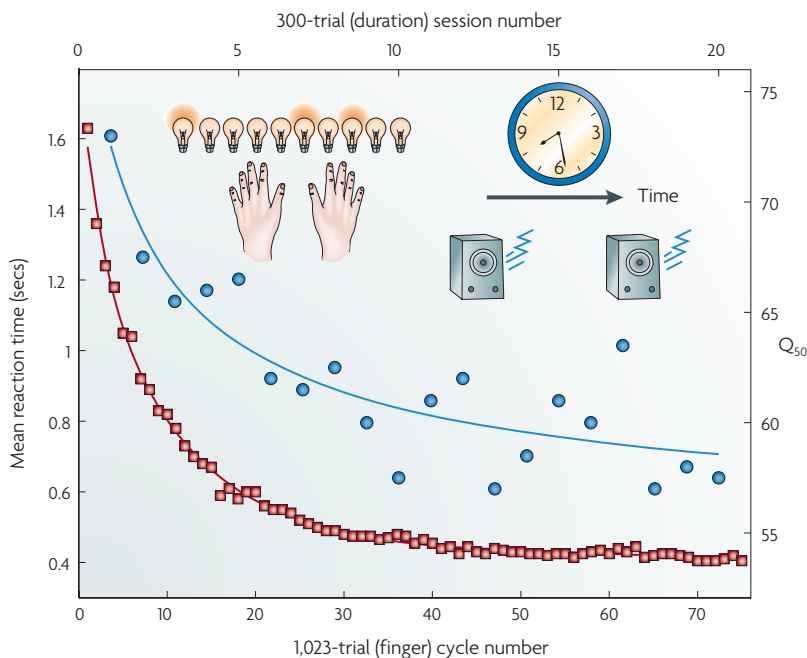 300-trial (duration) session number
0 5 10 15 20
75
1.6
12
9 3
6
1.4
Time
70
1.2
Mean reaction time (secs)
65
1
Q50
0.8
60
0.6
54
0.4
0 10 20 30 40 50 60 70
1,023-trial (finger) cycle number